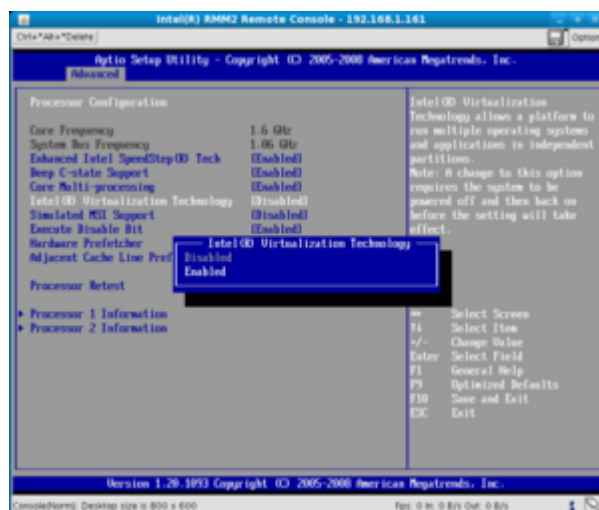 Intel(R) RMM2 Remote Console - 192.168.1.161
Ctrl+"Alt+"Delete
Option
Aptio Setup Utility - Copyright (C) 2005-2008 American Megatrends, Inc.
Advanced
Processor Configuration
Core Frequency 1.6 GHz
System Bus Frequency 1.06 GHz
Enhanced Intel SpeedStep(R) Tech [Enabled]
Deep C-state Support [Enabled]
Core Multi-processing [Enabled]
Intel(R) Virtualization Technology [Disabled]
Simulated MSI Support [Disabled]
Execute Disable Bit [Enabled]
Hardware Prefetcher
Adjacent Cache Line Pref
Processor Retest
Processor 1 Information
Processor 2 Information
Intel(R) Virtualization Technology
Disabled
Enabled
Intel(R) Virtualization
Technology allows a platform to
run multiple operating systems
and applications in independent
partitions.
Note: A change to this option
requires the system to be
powered off and then back on
before the setting will take
effect.
Select Screen
Select Item
+/- Change Value
Enter Select Field
F1 General Help
F9 Optimized Defaults
F10 Save and Exit
ESC Exit
Version 1.20.1093 Copyright (C) 2005-2008 American Megatrends, Inc.
Console(Norm): Desktop size is 800 x 600
Fps: 0 In: 0 B/s Out: 0 B/s